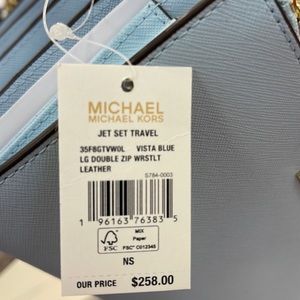 MICHAEL
MICHAEL KORS
JET SET TRAVEL
35F8GTVW0L VISTA BLUE
LG DOUBLE ZIP WRSTLT
LEATHER
S784-0003
1 96163 76383 5
FSC
MIX
Paper
FSC® C012345
NS
OUR PRICE $258.00